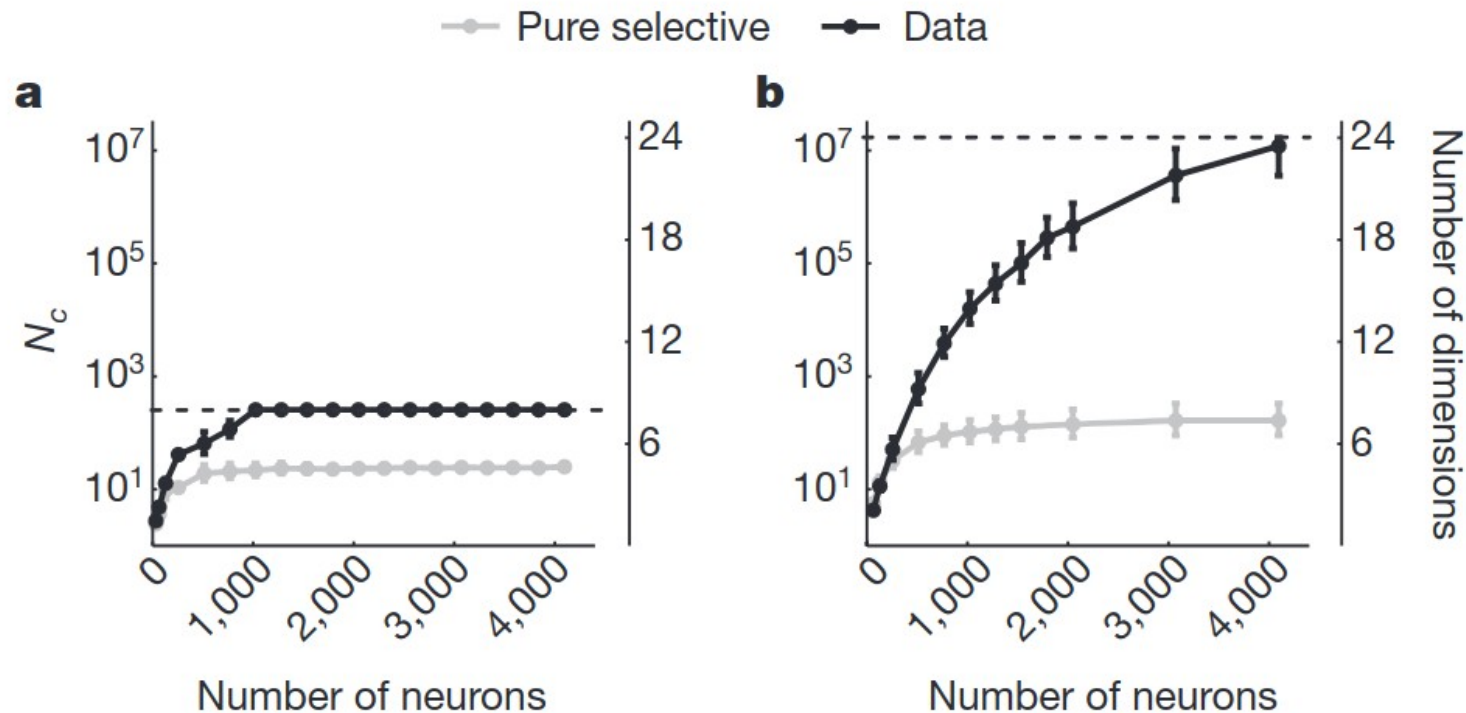 Pure selective Data
a
b
10^7
10^5
10^3
10^1
N_c
24
18
12
6
0 1,000 2,000 3,000 4,000
Number of neurons
10^7
10^5
10^3
10^1
24
18
12
6
Number of dimensions
0 1,000 2,000 3,000 4,000
Number of neurons